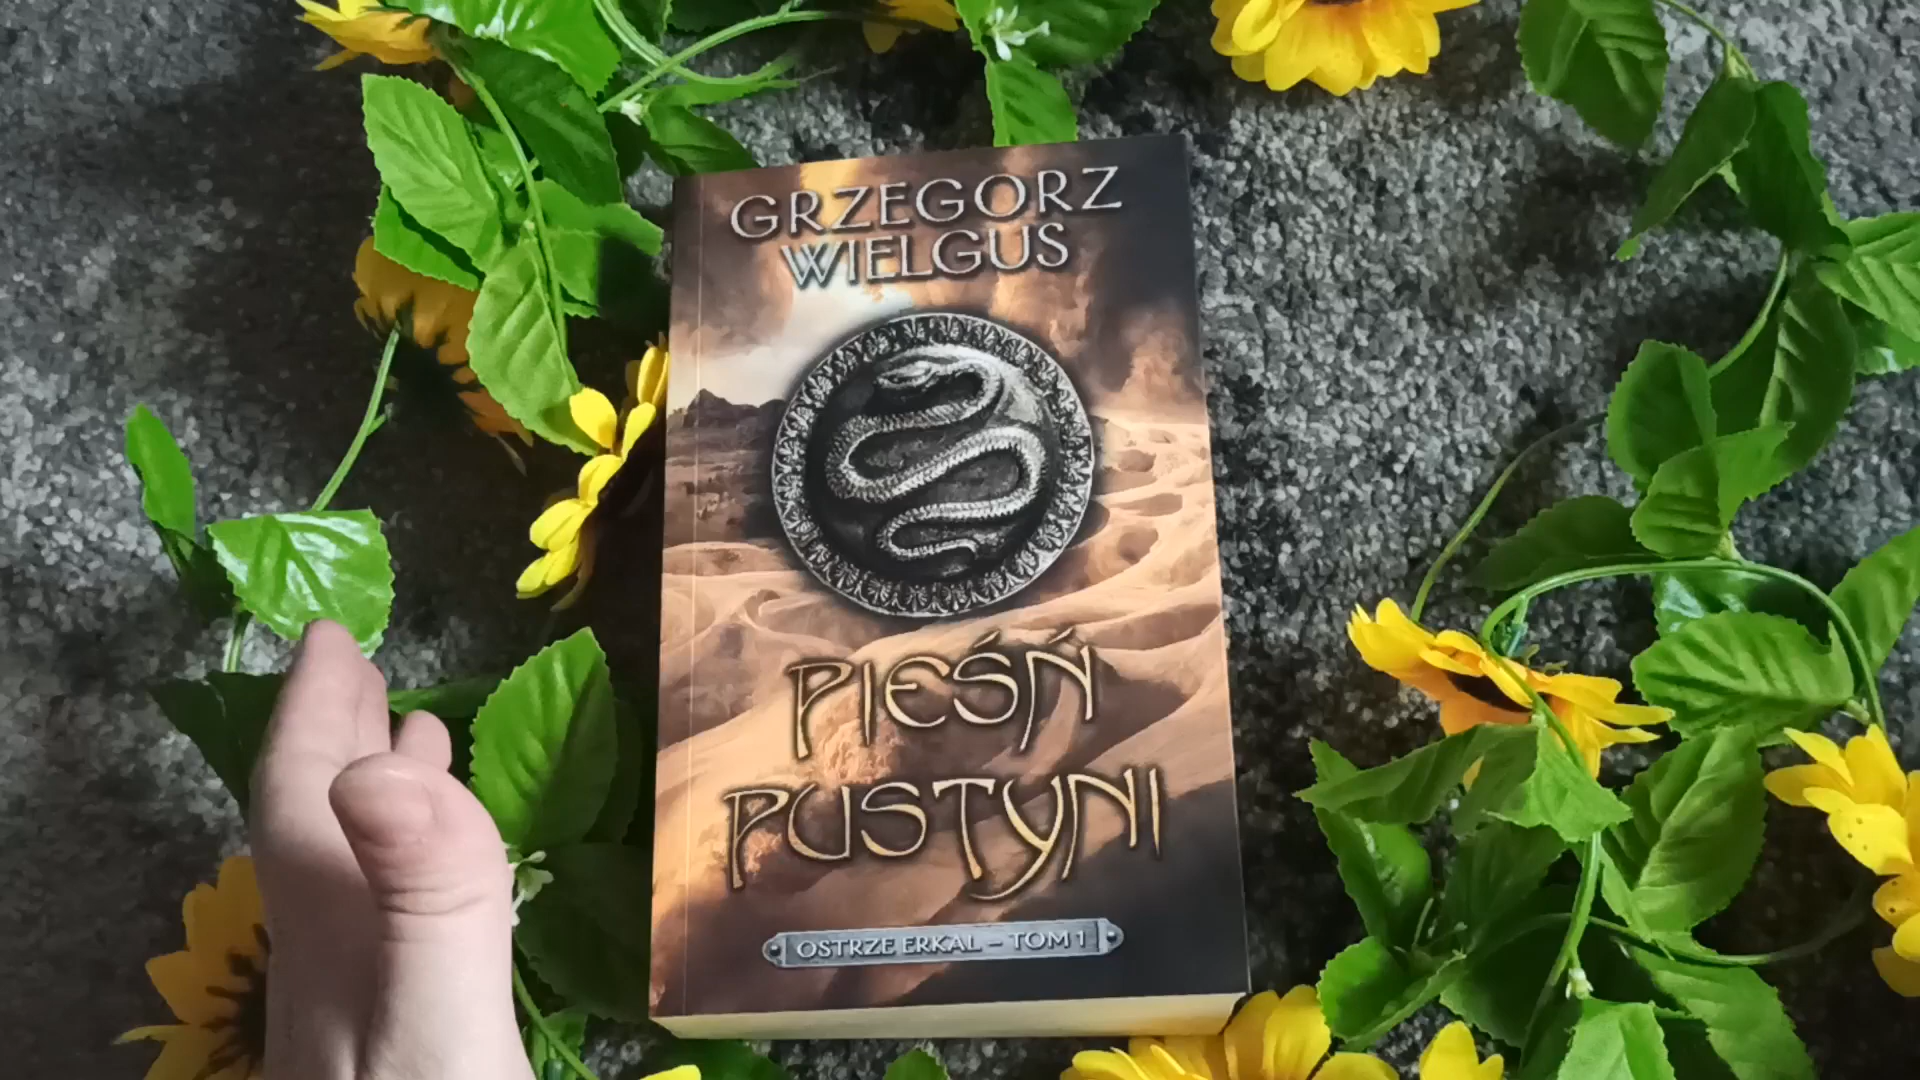 GRZEGORZ
WIELGUS
PIEŚŃ
PUSTYNI
OSTRZE ERKAL – TOM 1